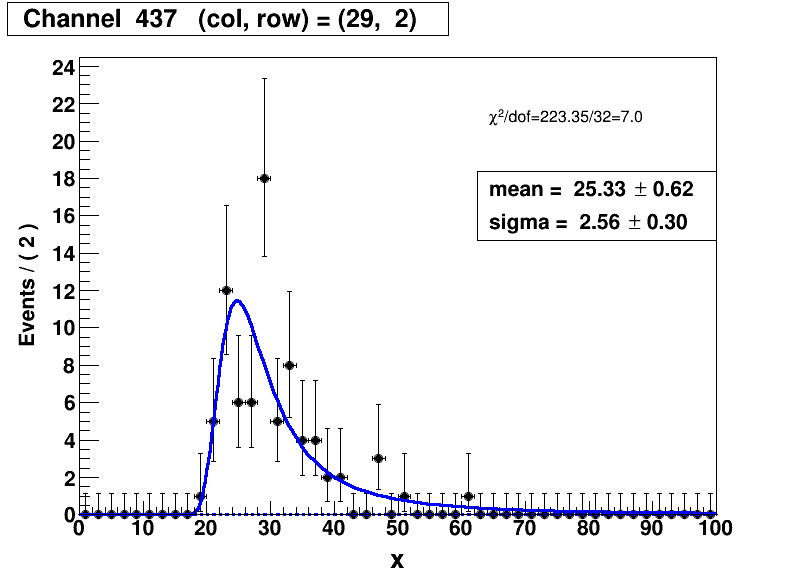 Channel 437 (col, row) = (29, 2)
χ²/dof=223.35/32=7.0
mean = 25.33 ± 0.62
sigma = 2.56 ± 0.30
Events / ( 2 )
24
22
20
18
16
14
12
10
8
6
4
2
0
0 10 20 30 40 50 60 70 80 90 100
x